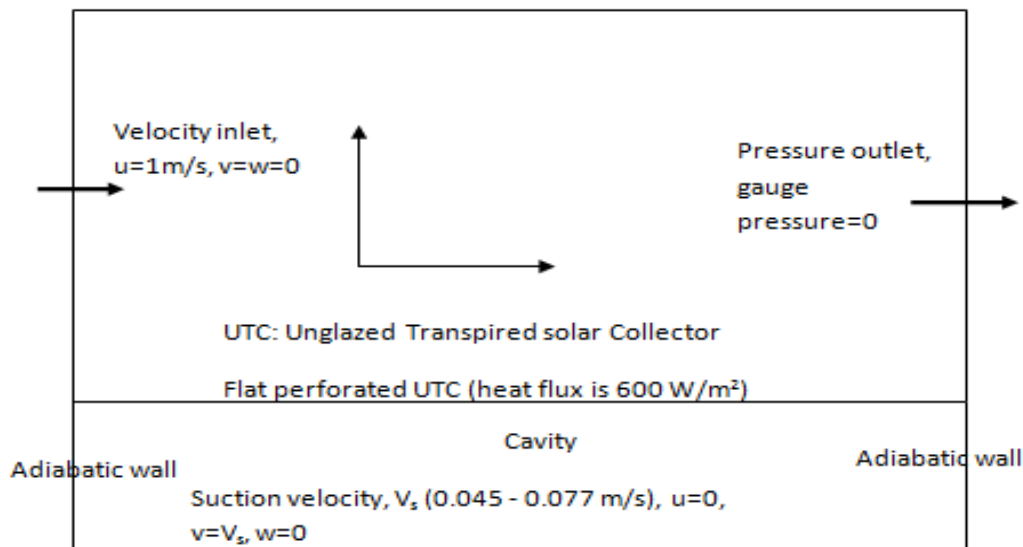 Velocity inlet,
u=1m/s, v=w=0
Pressure outlet,
gauge
pressure=0
UTC: Unglazed Transpired solar Collector
Flat perforated UTC (heat flux is 600 W/m²)
Cavity
Adiabatic wall
Adiabatic wall
Suction velocity, Vₛ (0.045 - 0.077 m/s), u=0,
v=Vₛ, w=0